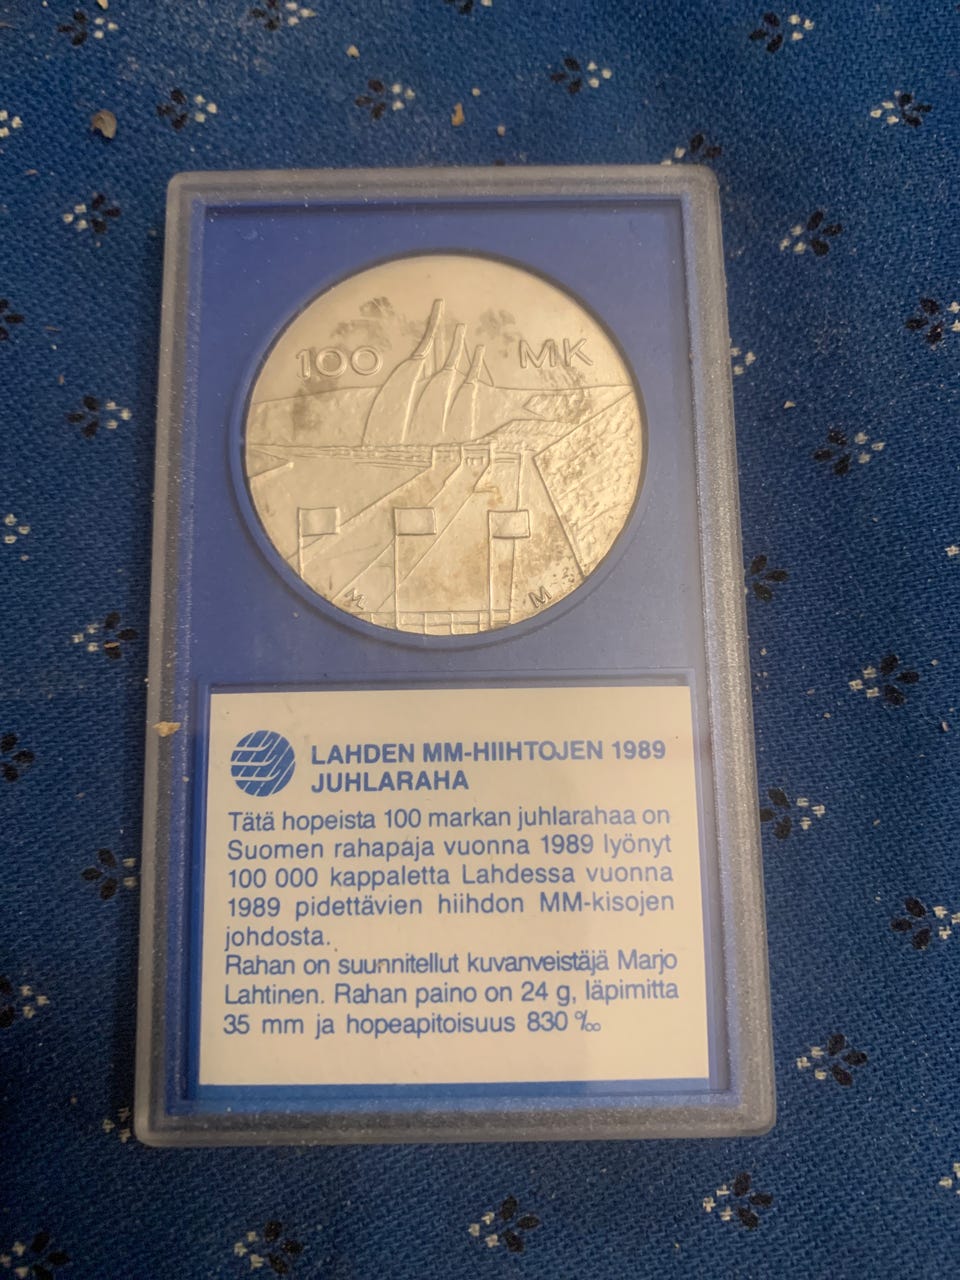 100 MK
M
LAHDEN MM-HIIHTOJEN 1989
JUHLARAHA
Tätä hopeista 100 markan juhlarahaa on
Suomen rahapaja vuonna 1989 lyönyt
100 000 kappaletta Lahdessa vuonna
1989 pidettävien hiihdon MM-kisojen
johdosta.
Rahan on suunnitellut kuvanveistäjä Marjo
Lahtinen. Rahan paino on 24 g, läpimitta
35 mm ja hopeapitoisuus 830 ‰